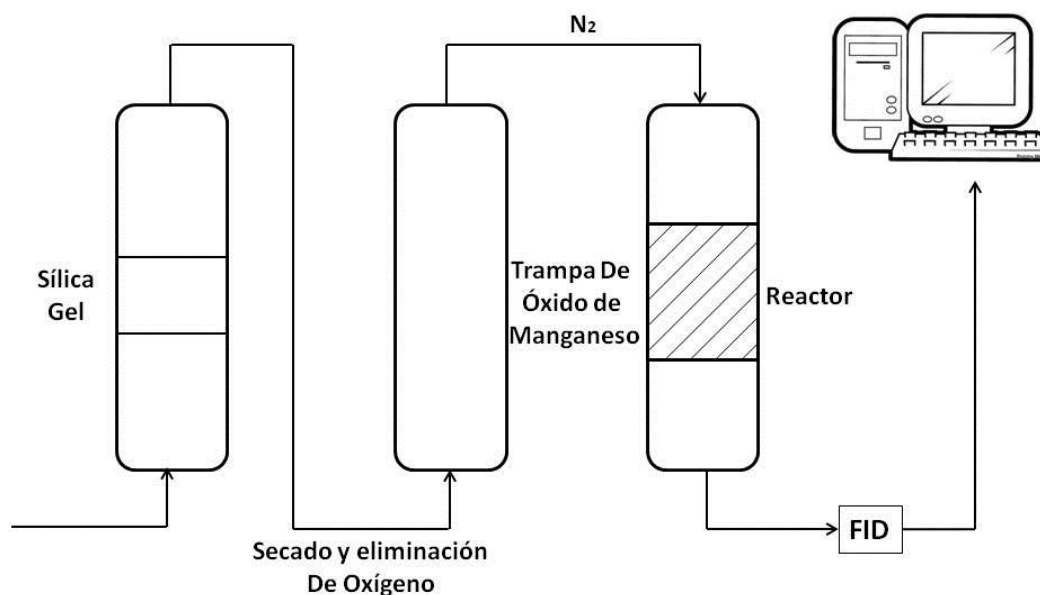 N₂
Sílica
Gel
Trampa De
Óxido de
Manganeso
Reactor
FID
Secado y eliminación
De Oxígeno